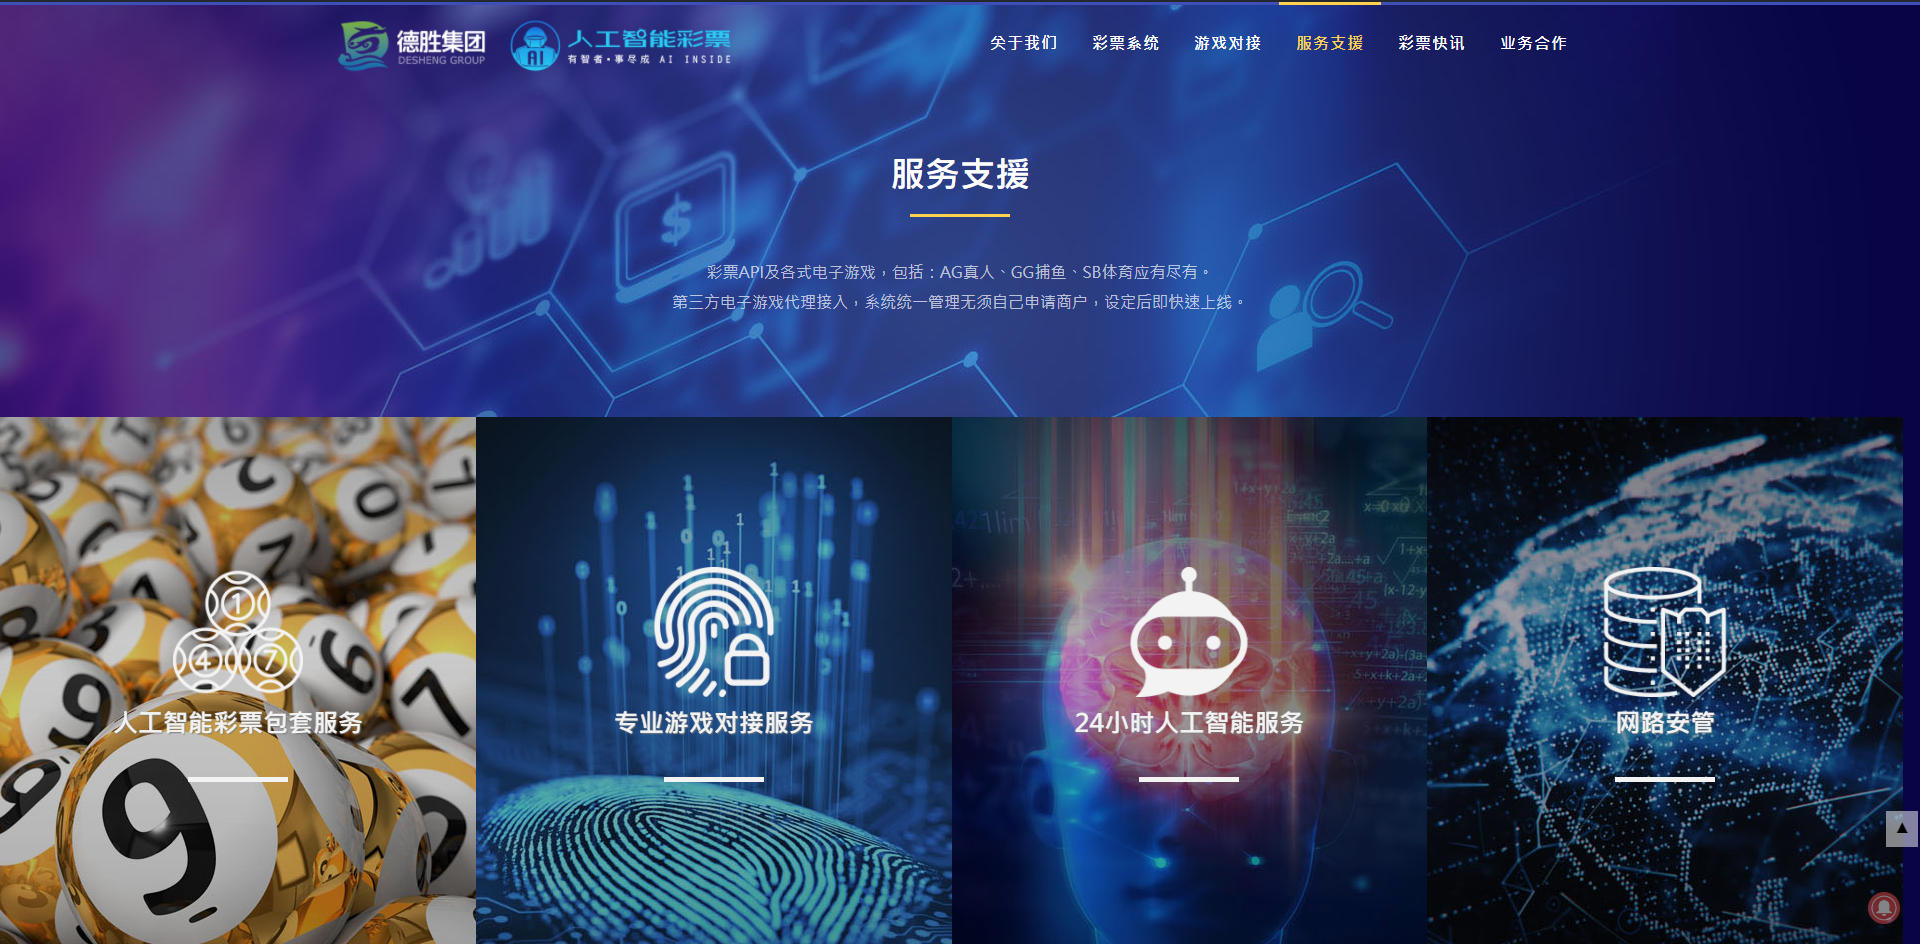 德胜集团
DESHENG GROUP
AI
人工智能彩票
有智者•事尽成 AI INSIDE
关于我们
彩票系统
游戏对接
服务支援
彩票快讯
业务合作
服务支援
彩票API及各式电子游戏，包括：AG真人、GG捕鱼、SB体育应有尽有。
第三方电子游戏代理接入，系统统一管理无须自己申请商户，设定后即快速上线。
人工智能彩票包套服务
专业游戏对接服务
24小时人工智能服务
网路安管